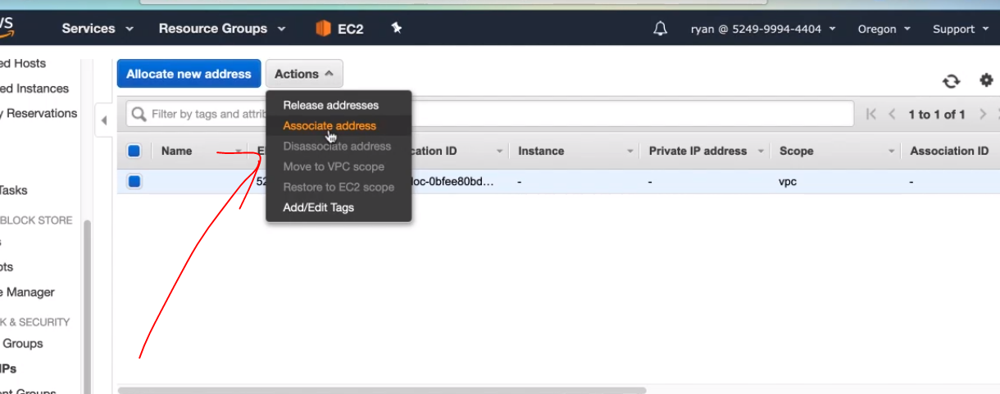 Services Resource Groups EC2 ryan @ 5249-9994-4404 Oregon Support
ed Hosts
ed Instances
y Reservations
Tasks
BLOCK STORE
s
ots
e Manager
K & SECURITY
Groups
IPs
ent Groups
Allocate new address Actions
Filter by tags and attrib 1 to 1 of 1
Release addresses
Associate address
Disassociate address
Move to VPC scope
Restore to EC2 scope
Add/Edit Tags
Name El cation ID Instance Private IP address Scope Association ID
52 loc-0bfee80bd... - - vpc -